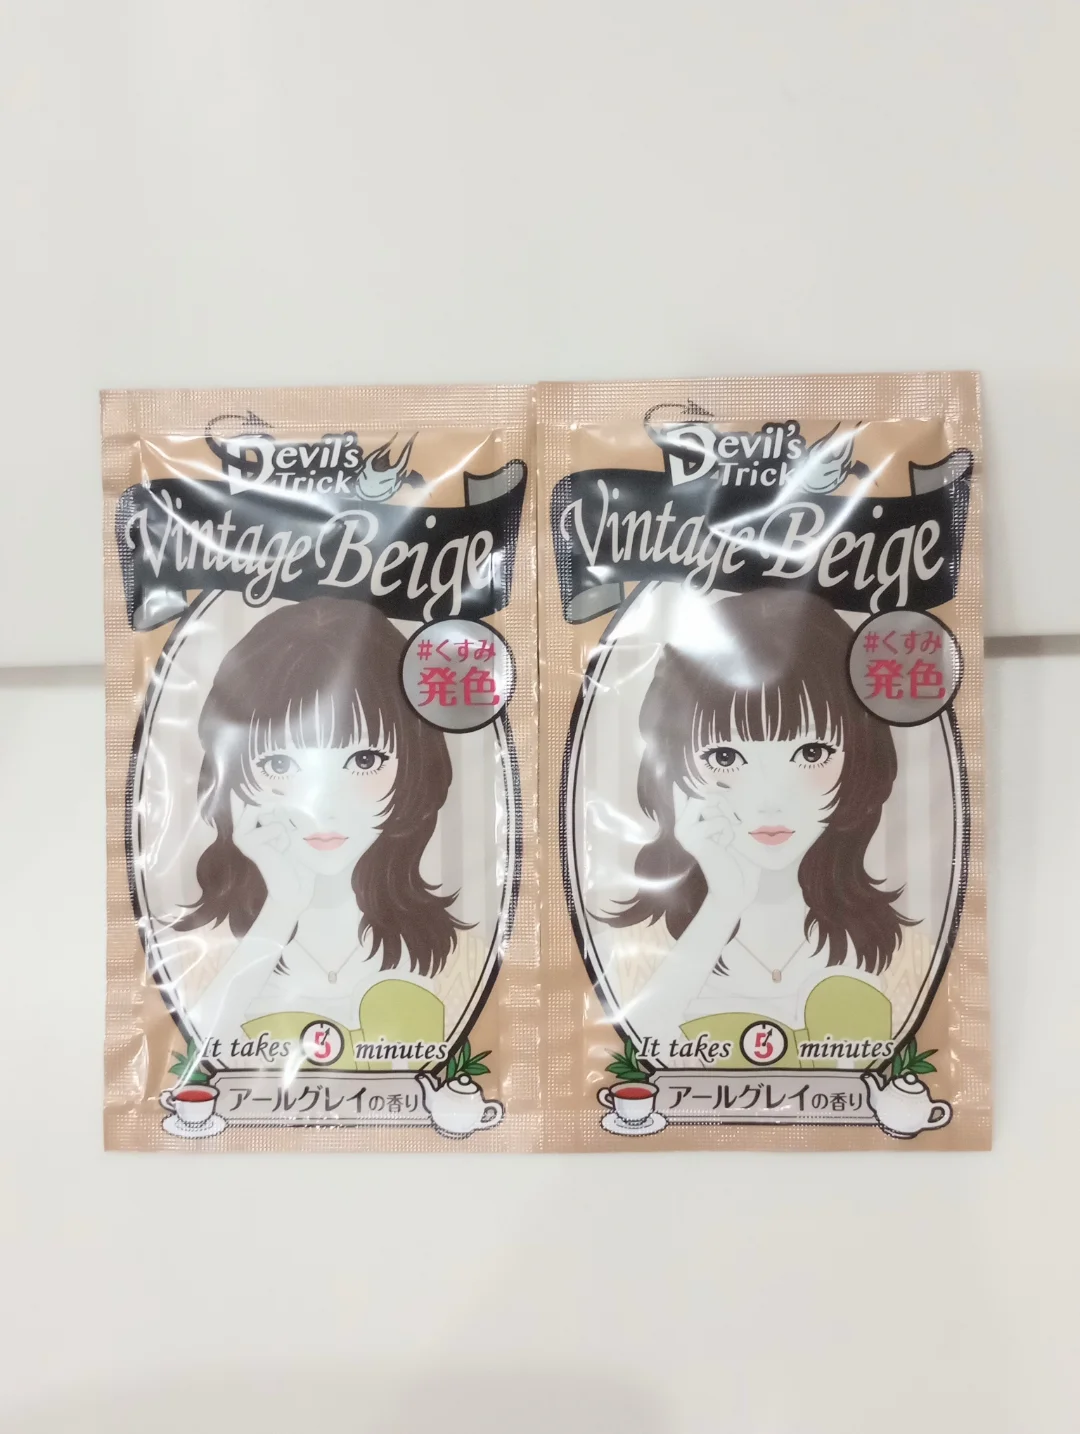 Devil's
Trick
Vintage Beige
#くすみ
発色
It takes 5 minutes
アールグレイの香り
Devil's
Trick
Vintage Beige
#くすみ
発色
It takes 5 minutes
アールグレイの香り